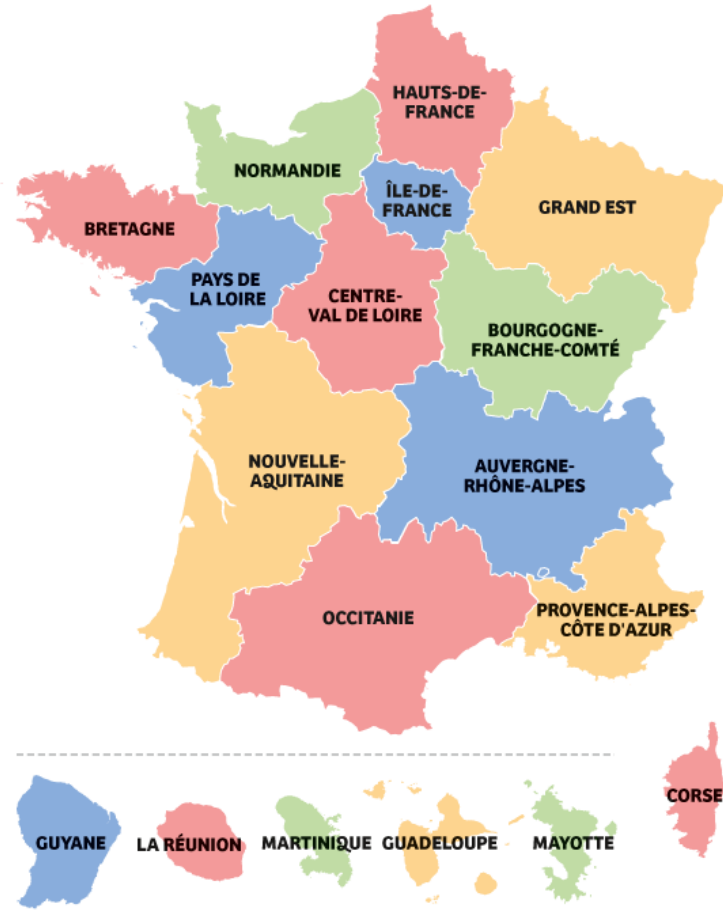 HAUTS-DE-
FRANCE
NORMANDIE
ÎLE-DE-
FRANCE
GRAND EST
BRETAGNE
PAYS DE
LA LOIRE
CENTRE-
VAL DE LOIRE
BOURGOGNE-
FRANCHE-COMTÉ
NOUVELLE-
AQUITAINE
AUVERGNE-
RHÔNE-ALPES
OCCITANIE
PROVENCE-ALPES-
CÔTE D'AZUR
CORSE
GUYANE
LA RÉUNION
MARTINIQUE
GUADELOUPE
MAYOTTE